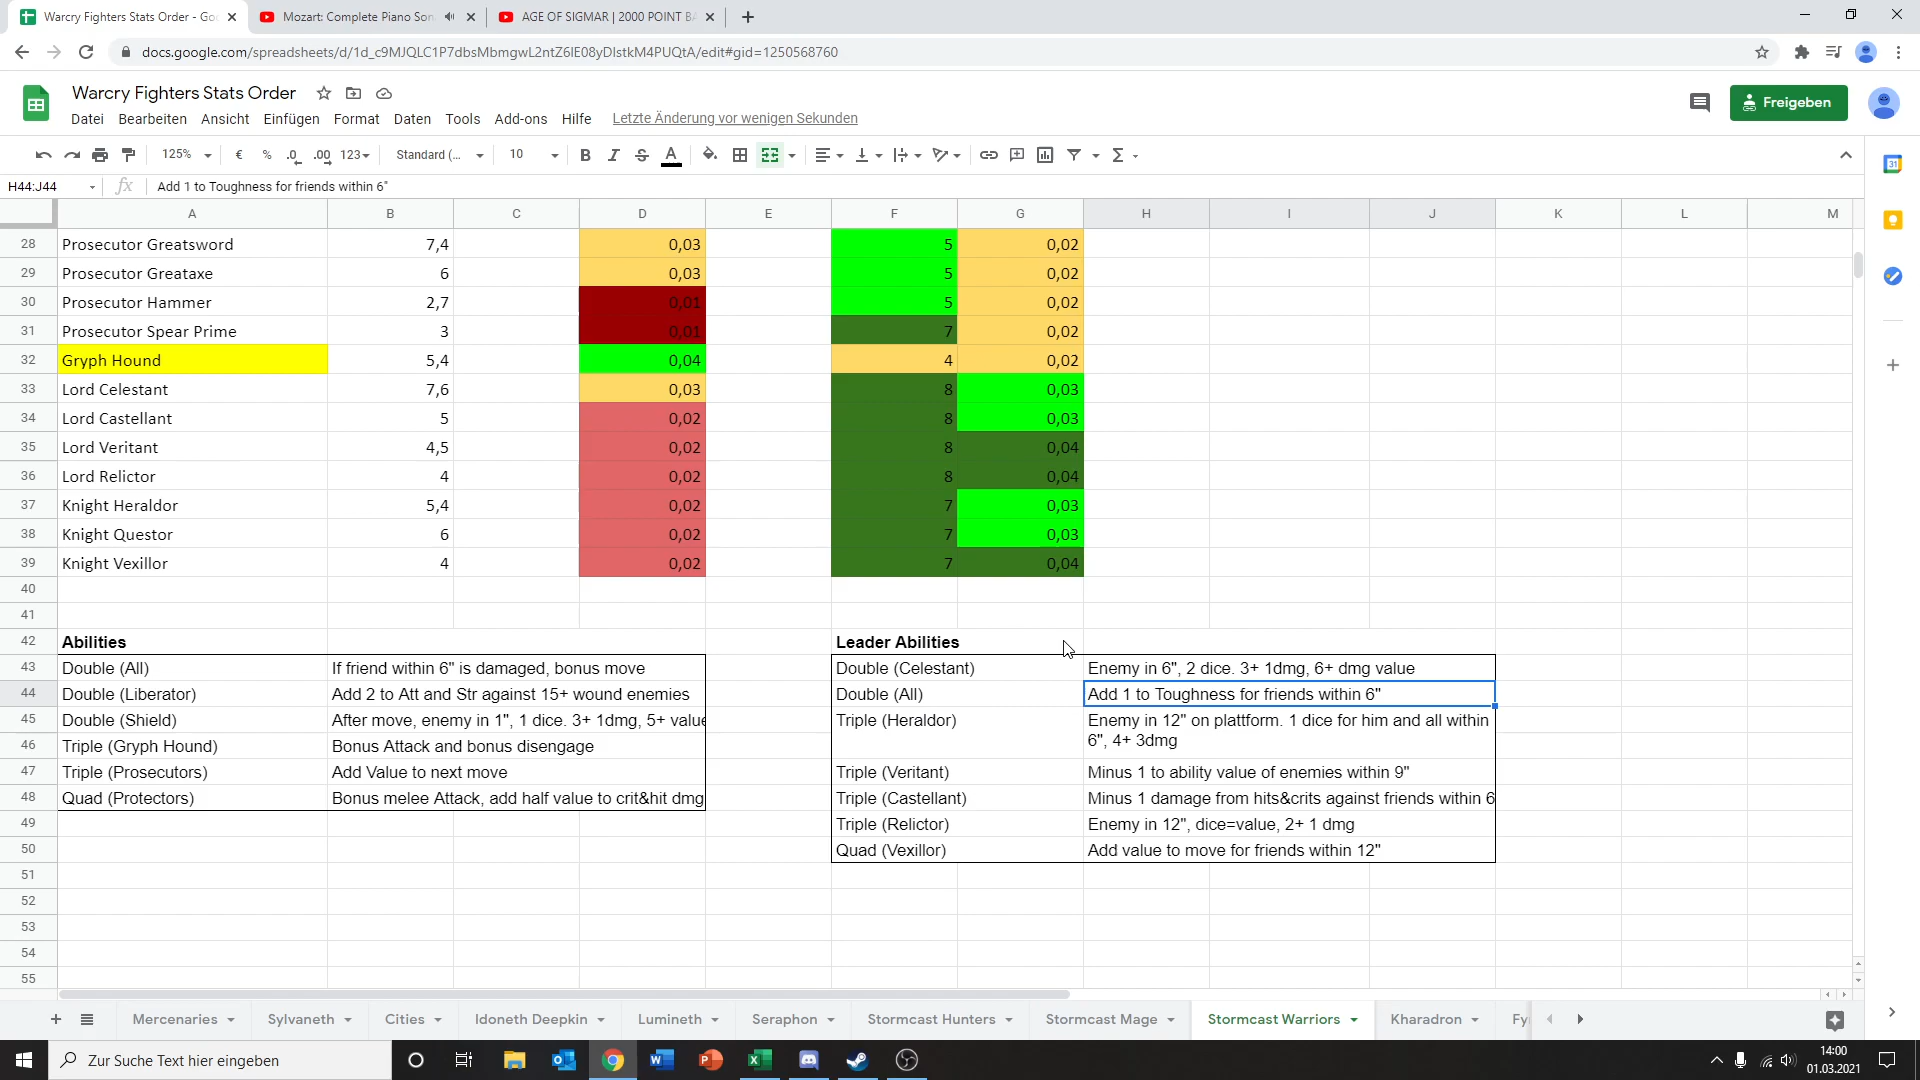 Warcry Fighters Stats Order - Goo
Mozart: Complete Piano Son
AGE OF SIGMAR | 2000 POINT BA
docs.google.com/spreadsheets/d/1d_c9MJQLC1P7dbsMbmgwL2ntZ6IE08yDIstkM4PUQtA/edit#gid=1250568760
Warcry Fighters Stats Order
Freigeben
Datei Bearbeiten Ansicht Einfügen Format Daten Tools Add-ons Hilfe Letzte Änderung vor wenigen Sekunden
125% € % .0 .00 123 Standard (... 10 B I S A Σ
31
H44:J44 fx Add 1 to Toughness for friends within 6"
A B C D E F G H I J K L M
28 Prosecutor Greatsword 7,4 0,03 5 0,02
29 Prosecutor Greataxe 6 0,03 5 0,02
30 Prosecutor Hammer 2,7 0,01 5 0,02
31 Prosecutor Spear Prime 3 0,01 7 0,02
32 Gryph Hound 5,4 0,04 4 0,02
33 Lord Celestant 7,6 0,03 8 0,03
34 Lord Castellant 5 0,02 8 0,03
35 Lord Veritant 4,5 0,02 8 0,04
36 Lord Relictor 4 0,02 8 0,04
37 Knight Heraldor 5,4 0,02 7 0,03
38 Knight Questor 6 0,02 7 0,03
39 Knight Vexillor 4 0,02 7 0,04
40
41
42 Abilities Leader Abilities
43 Double (All) If friend within 6" is damaged, bonus move Double (Celestant) Enemy in 6", 2 dice. 3+ 1dmg, 6+ dmg value
44 Double (Liberator) Add 2 to Att and Str against 15+ wound enemies Double (All) Add 1 to Toughness for friends within 6"
45 Double (Shield) After move, enemy in 1", 1 dice. 3+ 1dmg, 5+ value Triple (Heraldor) Enemy in 12" on plattform. 1 dice for him and all within
46 Triple (Gryph Hound) Bonus Attack and bonus disengage 6", 4+ 3dmg
47 Triple (Prosecutors) Add Value to next move Triple (Veritant) Minus 1 to ability value of enemies within 9"
48 Quad (Protectors) Bonus melee Attack, add half value to crit&hit dmg Triple (Castellant) Minus 1 damage from hits&crits against friends within 6
49 Triple (Relictor) Enemy in 12", dice=value, 2+ 1 dmg
50 Quad (Vexillor) Add value to move for friends within 12"
51
52
53
54
55
Mercenaries Sylvaneth Cities Idoneth Deepkin Lumineth Seraphon Stormcast Hunters Stormcast Mage Stormcast Warriors Kharadron Fy
Zur Suche Text hier eingeben
14:00
01.03.2021